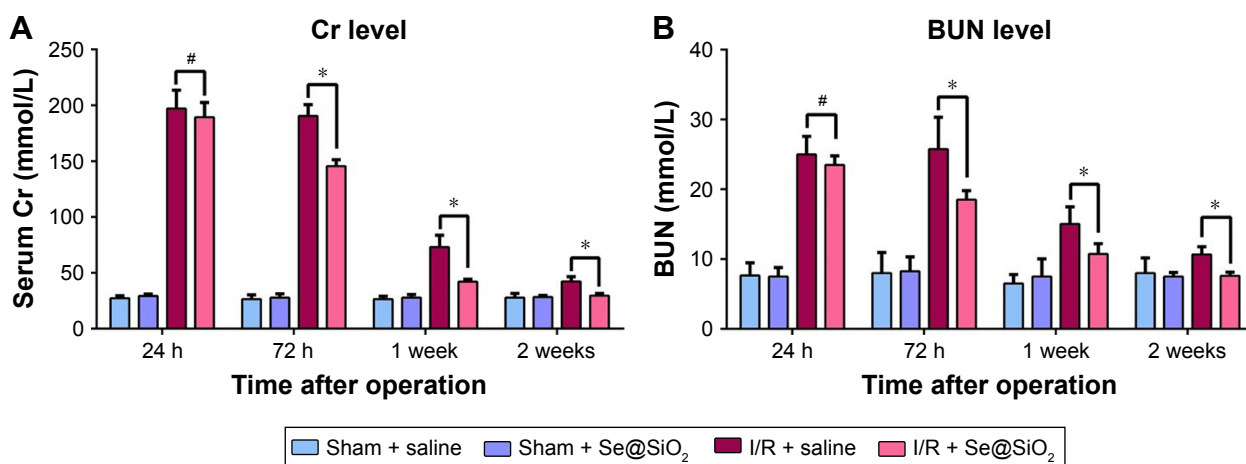 A
Cr level
250
200
150
100
50
0
Serum Cr (mmol/L)
#
*
*
*
24 h 72 h 1 week 2 weeks
Time after operation
B
BUN level
40
30
20
10
0
BUN (mmol/L)
#
*
*
*
24 h 72 h 1 week 2 weeks
Time after operation
Sham + saline Sham + Se@SiO₂ I/R + saline I/R + Se@SiO₂